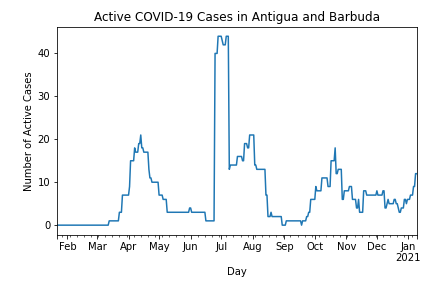 Active COVID-19 Cases in Antigua and Barbuda
Number of Active Cases
40
30
20
10
0
Feb Mar Apr May Jun Jul Aug Sep Oct Nov Dec Jan
2021
Day